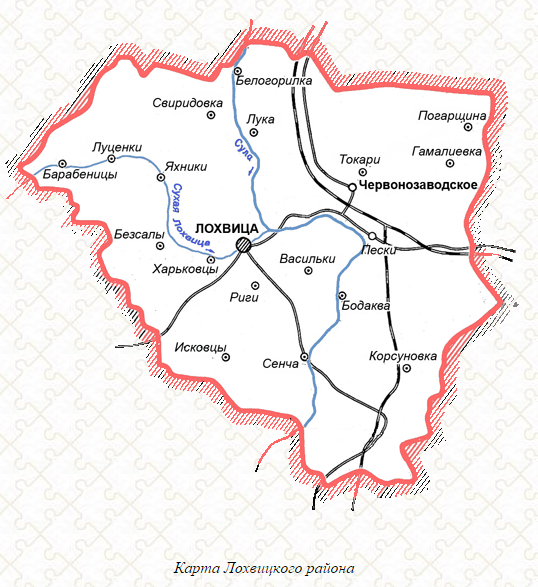 Белогорилка
Свиридовка
Погарщина
Лука
Сула
Луценки
Гамалиевка
Токари
Яхники
Барабеницы
Червонозаводское
Сухая Лохвица
ЛОХВИЦА
Безсалы
Пески
Харьковцы
Васильки
Риги
Бодаква
Исковцы
Сенча
Корсуновка
Карта Лохвицкого района